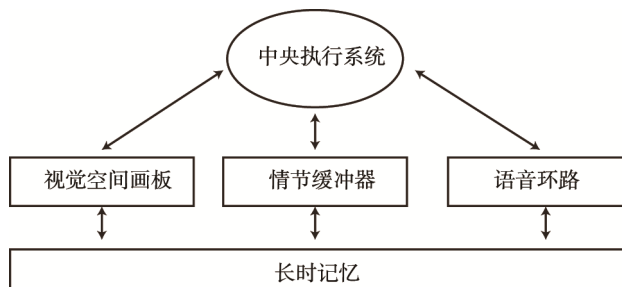 中央执行系统
视觉空间画板
情节缓冲器
语音环路
长时记忆